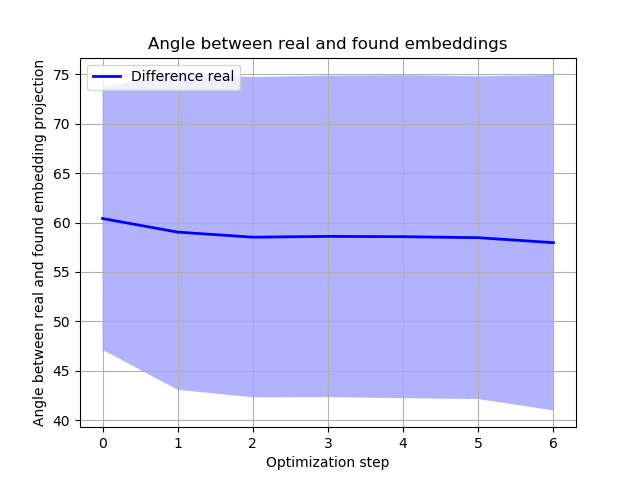 Angle between real and found embeddings
Difference real
Angle between real and found embedding projection
75
70
65
60
55
50
45
40
0 1 2 3 4 5 6
Optimization step